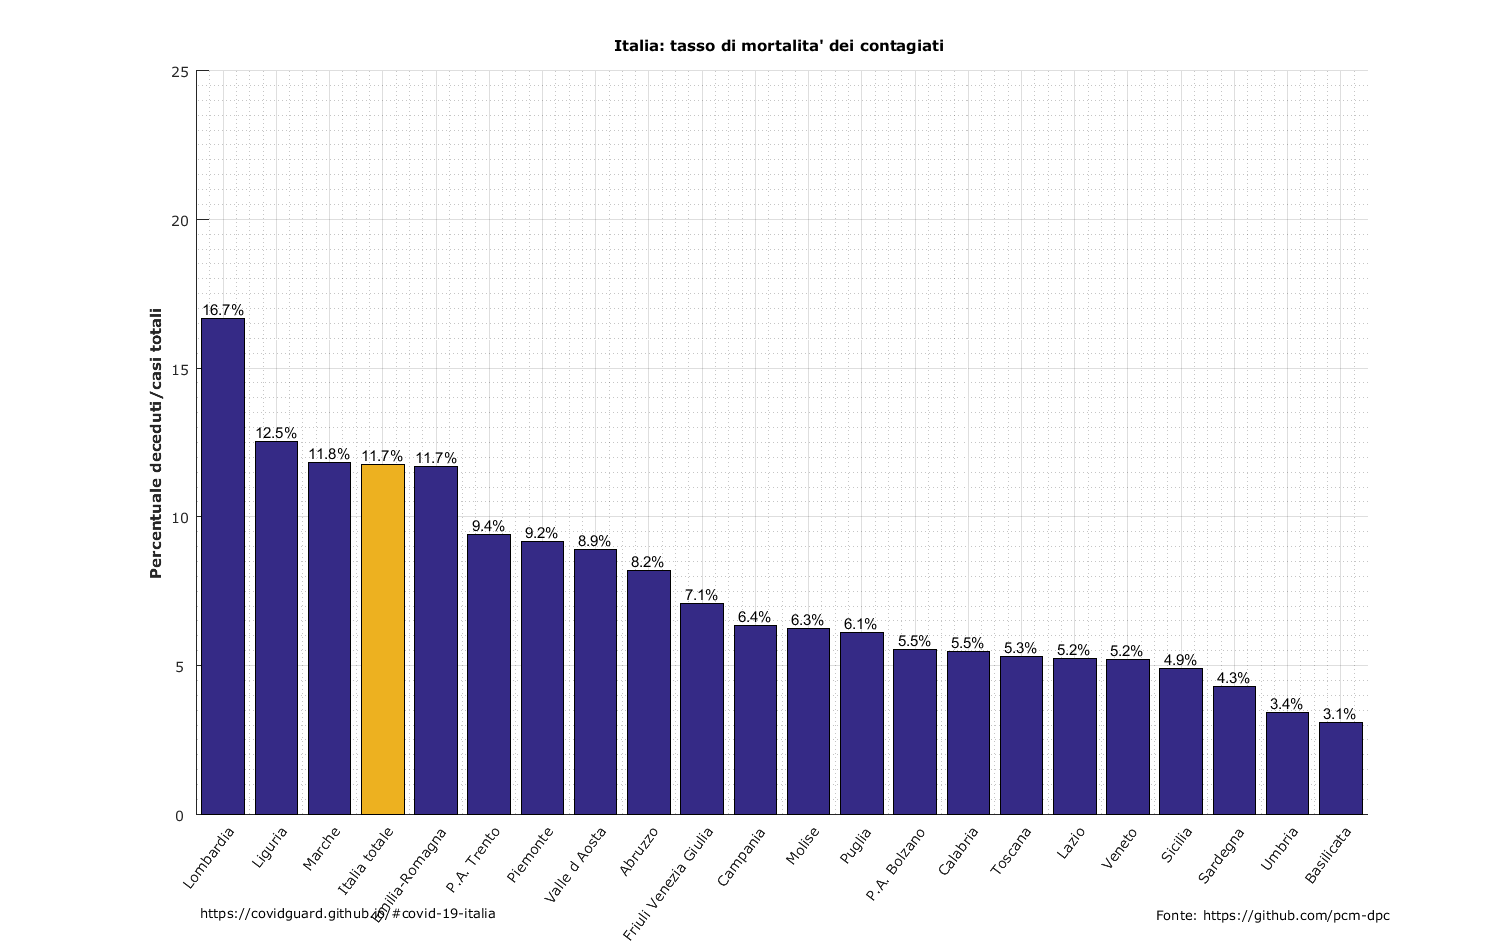 Italia: tasso di mortalita' dei contagiati
Percentuale deceduti/casi totali
25
20
15
10
5
0
16.7%
12.5%
11.8%
11.7%
11.7%
9.4%
9.2%
8.9%
8.2%
7.1%
6.4%
6.3%
6.1%
5.5%
5.5%
5.3%
5.2%
5.2%
4.9%
4.3%
3.4%
3.1%
Lombardia
Liguria
Marche
Italia totale
Emilia-Romagna
P.A. Trento
Piemonte
Valle d Aosta
Abruzzo
Friuli Venezia Giulia
Campania
Molise
Puglia
P.A. Bolzano
Calabria
Toscana
Lazio
Veneto
Sicilia
Sardegna
Umbria
Basilicata
https://covidguard.github.io/#covid-19-italia
Fonte: https://github.com/pcm-dpc